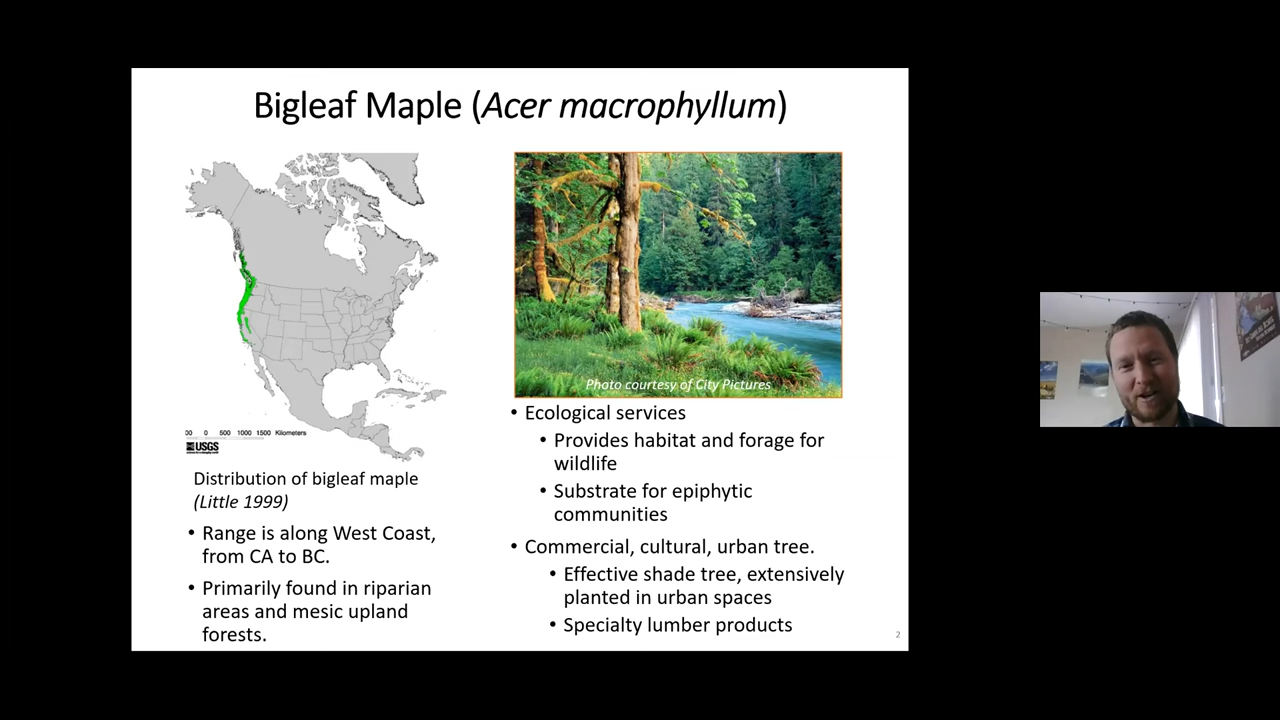 Bigleaf Maple (Acer macrophyllum)
00 0 500 1000 1500 Kilometers
USGS
Distribution of bigleaf maple
(Little 1999)
• Range is along West Coast,
from CA to BC.
• Primarily found in riparian
areas and mesic upland
forests.
Photo courtesy of City Pictures
• Ecological services
• Provides habitat and forage for
wildlife
• Substrate for epiphytic
communities
• Commercial, cultural, urban tree.
• Effective shade tree, extensively
planted in urban spaces
• Specialty lumber products
2